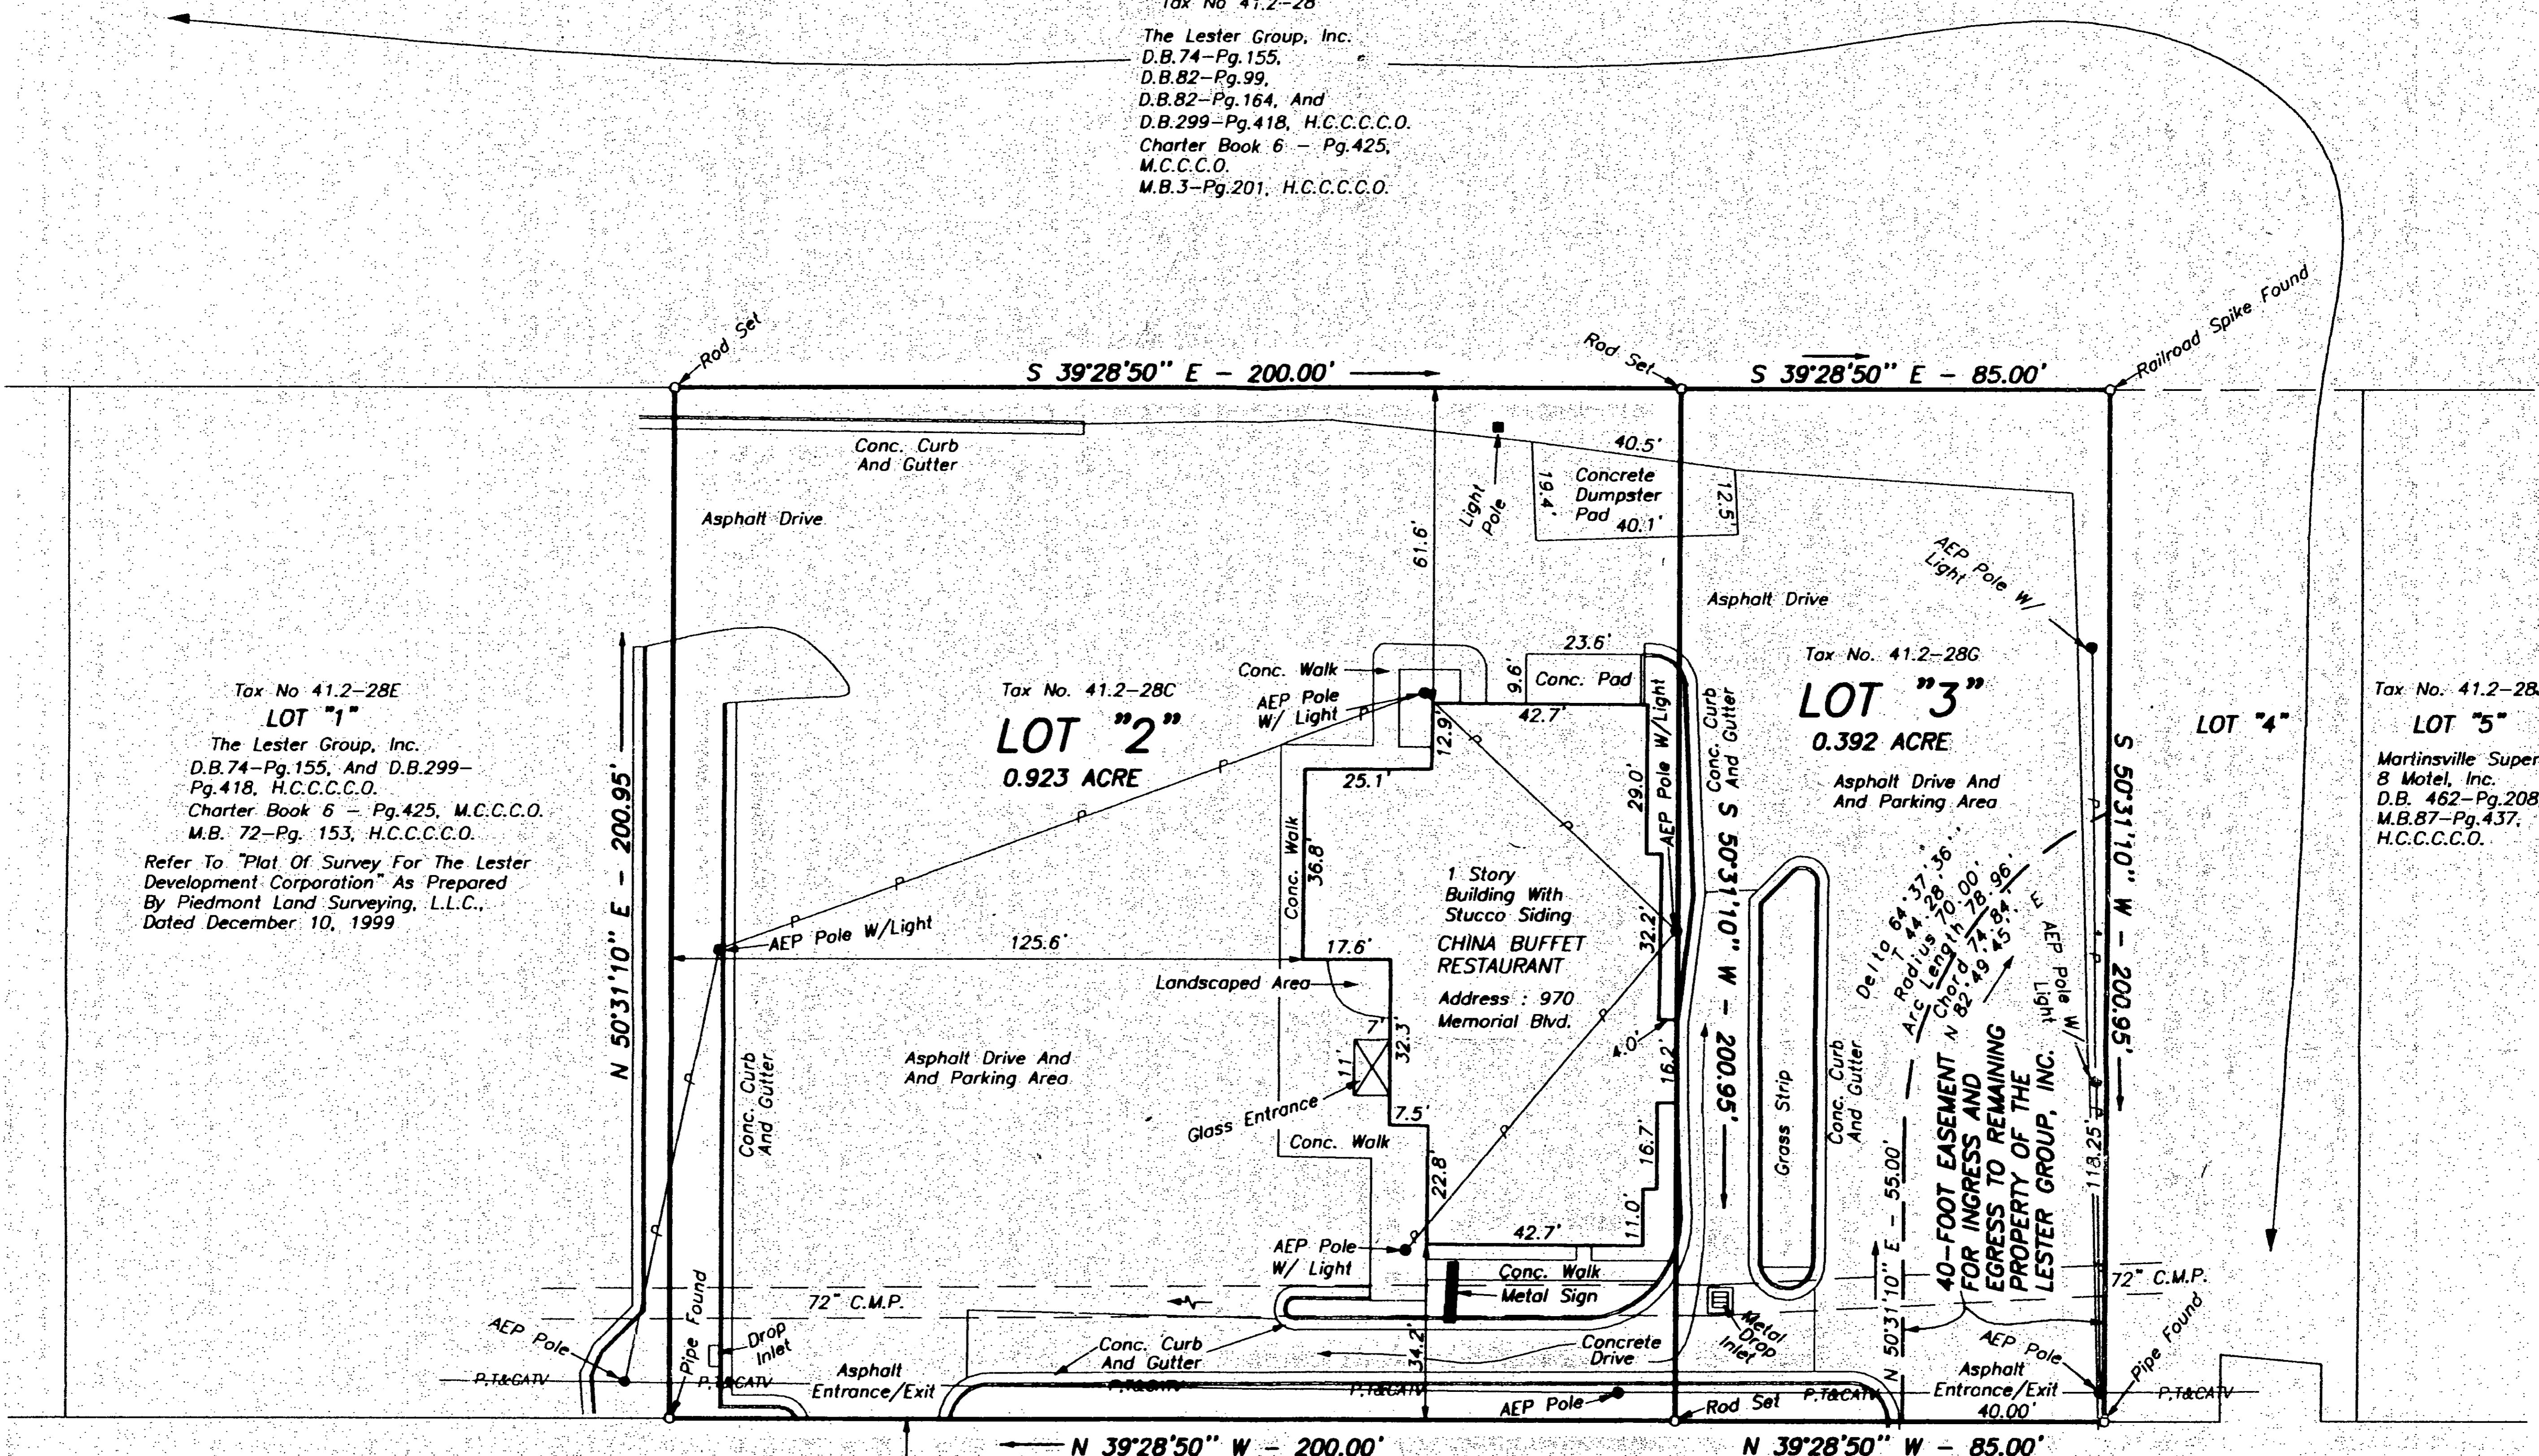 Tax No 41.2-28
The Lester Group, Inc.
D.B.74-Pg.155,
D.B.82-Pg.99,
D.B.82-Pg.164, And
D.B.299-Pg.418, H.C.C.C.C.O.
Charter Book 6 - Pg.425,
M.C.C.C.O.
M.B.3-Pg.201, H.C.C.C.C.O.
Rod Set
S 39°28'50" E - 200.00'
Rod Set
S 39°28'50" E - 85.00'
Railroad Spike Found
Conc. Curb
And Gutter
Asphalt Drive
Light
Pole
40.5'
19.4'
Concrete
Dumpster
Pad
40.1'
12.5'
61.6'
AEP Pole W/
Light
Asphalt Drive
Tax No 41.2-28E
LOT "1"
The Lester Group, Inc.
D.B.74-Pg.155, And D.B.299-
Pg.418, H.C.C.C.C.O.
Charter Book 6 - Pg.425, M.C.C.C.O.
M.B. 72-Pg. 153, H.C.C.C.C.O.
Refer To "Plat Of Survey For The Lester
Development Corporation" As Prepared
By Piedmont Land Surveying, L.L.C.,
Dated December 10, 1999
N 50°31'10" E - 200.95'
Tax No. 41.2-28C
LOT "2"
0.923 ACRE
Conc. Walk
AEP Pole
W/ Light
23.6'
9.6'
Conc. Pad
42.7'
12.9'
25.1'
29.0'
AEP Pole W/Light
Conc. Curb
And Gutter
S 50°31'10" W - 200.95'
Tax No. 41.2-28G
LOT "3"
0.392 ACRE
Asphalt Drive And
And Parking Area
S 50°31'10" W - 200.95'
LOT "4"
Tax No. 41.2-28
LOT "5"
Martinsville Super
8 Motel, Inc.
D.B. 462-Pg.208,
M.B.87-Pg.437,
H.C.C.C.C.O.
Conc. Walk
36.8'
1 Story
Building With
Stucco Siding
CHINA BUFFET
RESTAURANT
Address : 970
Memorial Blvd.
32.2'
AEP Pole W/Light
125.6'
17.6'
Landscaped Area
7'
32.3'
11'
Glass Entrance
7.5'
4.0'
16.2'
Asphalt Drive And
And Parking Area
Conc. Curb
And Gutter
Conc. Walk
22.8'
16.7'
11.0'
42.7'
Grass Strip
Conc. Curb
And Gutter
Delta 64°37'36"
T 44.28'
Radius 70.00'
Arc Length 78.96'
Chord 74.84'
N 82°49'45" E
AEP Pole W/
Light
40-FOOT EASEMENT
FOR INGRESS AND
EGRESS TO REMAINING
PROPERTY OF THE
LESTER GROUP, INC.
118.25'
N 50°31'10" E - 55.00'
AEP Pole
W/ Light
Conc. Walk
Metal Sign
72" C.M.P.
72" C.M.P.
Pipe Found
AEP Pole
Drop
Inlet
Conc. Curb
And Gutter
34.2'
Concrete
Drive
Metal
Drop
Inlet
AEP Pole
Pipe Found
Asphalt
Entrance/Exit
Asphalt
Entrance/Exit
40.00'
P.T&CATV
P.T&CATV
P.T&CATV
P.T&CATV
P.T&CATV
P.T&CATV
AEP Pole
Rod Set
N 39°28'50" W - 200.00'
N 39°28'50" W - 85.00'